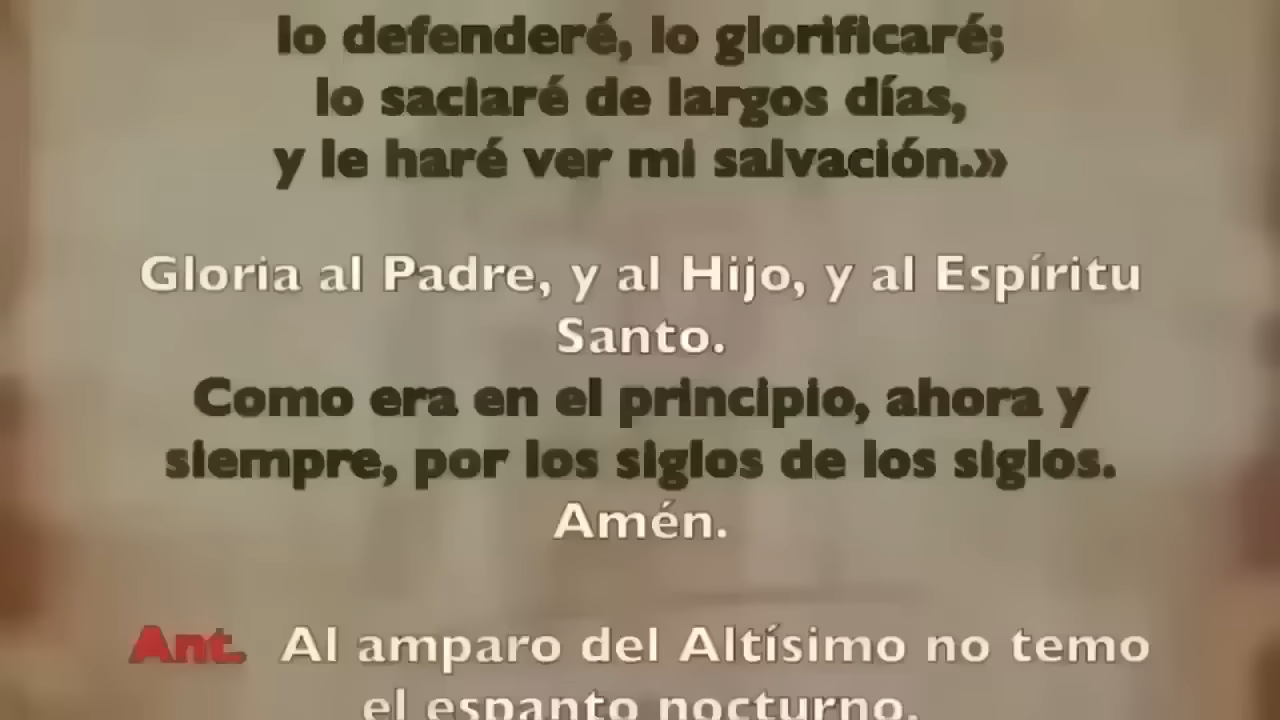 lo defenderé, lo glorificaré;
lo saciaré de largos días,
y le haré ver mi salvación.»
Gloria al Padre, y al Hijo, y al Espíritu
Santo.
Como era en el principio, ahora y
siempre, por los siglos de los siglos.
Amén.
Ant. Al amparo del Altísimo no temo
el espanto nocturno.